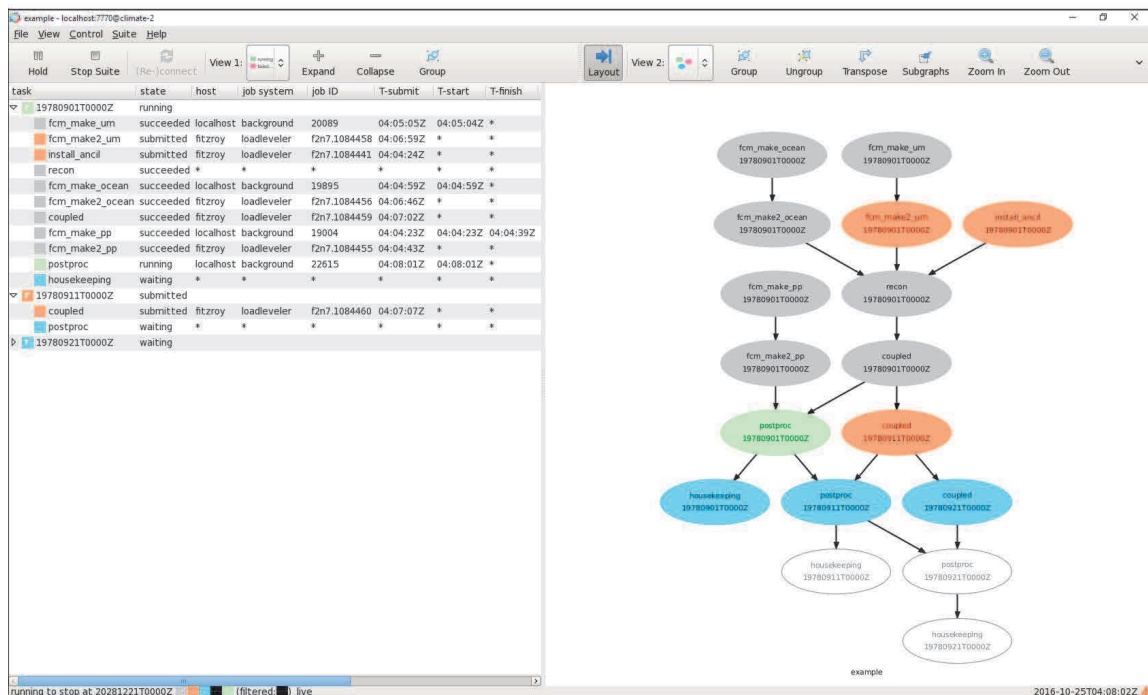 example - localhost:7770@climate-2
File View Control Suite Help
Hold Stop Suite (Re-)connect View 1: running Expand Collapse Group Layout View 2: Group Ungroup Transpose Subgraphs Zoom In Zoom Out
task state host job system job ID T-submit T-start T-finish
19780901T0000Z running
fcm_make_um succeeded localhost background 20089 04:05:05Z 04:05:04Z *
fcm_make2_um submitted fitzroy loadleveler f2n7.1084458 04:06:59Z * *
install_ancil submitted fitzroy loadleveler f2n7.1084441 04:04:24Z * *
recon succeeded * * * * * *
fcm_make_ocean succeeded localhost background 19895 04:04:59Z 04:04:59Z *
fcm_make2_ocean succeeded fitzroy loadleveler f2n7.1084456 04:06:46Z * *
coupled succeeded fitzroy loadleveler f2n7.1084459 04:07:02Z * *
fcm_make_pp succeeded localhost background 19004 04:04:23Z 04:04:23Z 04:04:39Z
fcm_make2_pp succeeded fitzroy loadleveler f2n7.1084455 04:04:43Z * *
postproc running localhost background 22615 04:08:01Z 04:08:01Z *
housekeeping waiting * * * * * *
19780911T0000Z submitted
coupled submitted fitzroy loadleveler f2n7.1084460 04:07:07Z * *
postproc waiting * * * * * *
19780921T0000Z waiting
fcm_make_ocean
19780901T0000Z
fcm_make_um
19780901T0000Z
fcm_make2_ocean
19780901T0000Z
fcm_make2_um
19780901T0000Z
install_ancil
19780901T0000Z
fcm_make_pp
19780901T0000Z
recon
19780901T0000Z
fcm_make2_pp
19780901T0000Z
coupled
19780901T0000Z
postproc
19780901T0000Z
coupled
19780911T0000Z
housekeeping
19780901T0000Z
postproc
19780911T0000Z
coupled
19780921T0000Z
housekeeping
19780911T0000Z
postproc
19780921T0000Z
housekeeping
19780921T0000Z
example
running to stop at 20281221T0000Z (filtered: ) live
2016-10-25T04:08:03Z